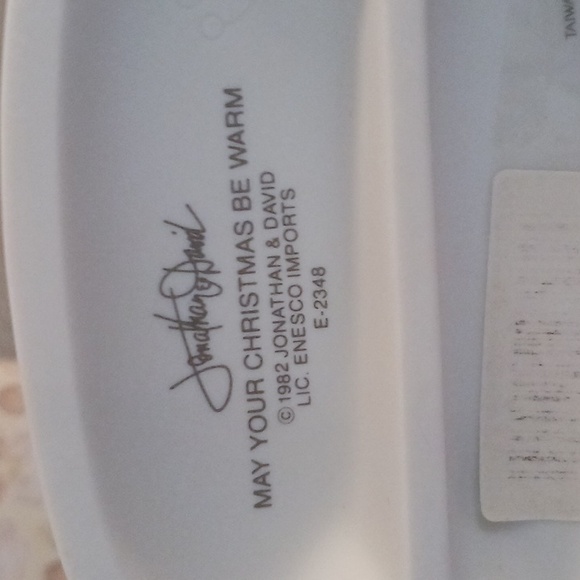 Jonathan & David
MAY YOUR CHRISTMAS BE WARM
© 1982 JONATHAN & DAVID
LIC. ENESCO IMPORTS
E-2348